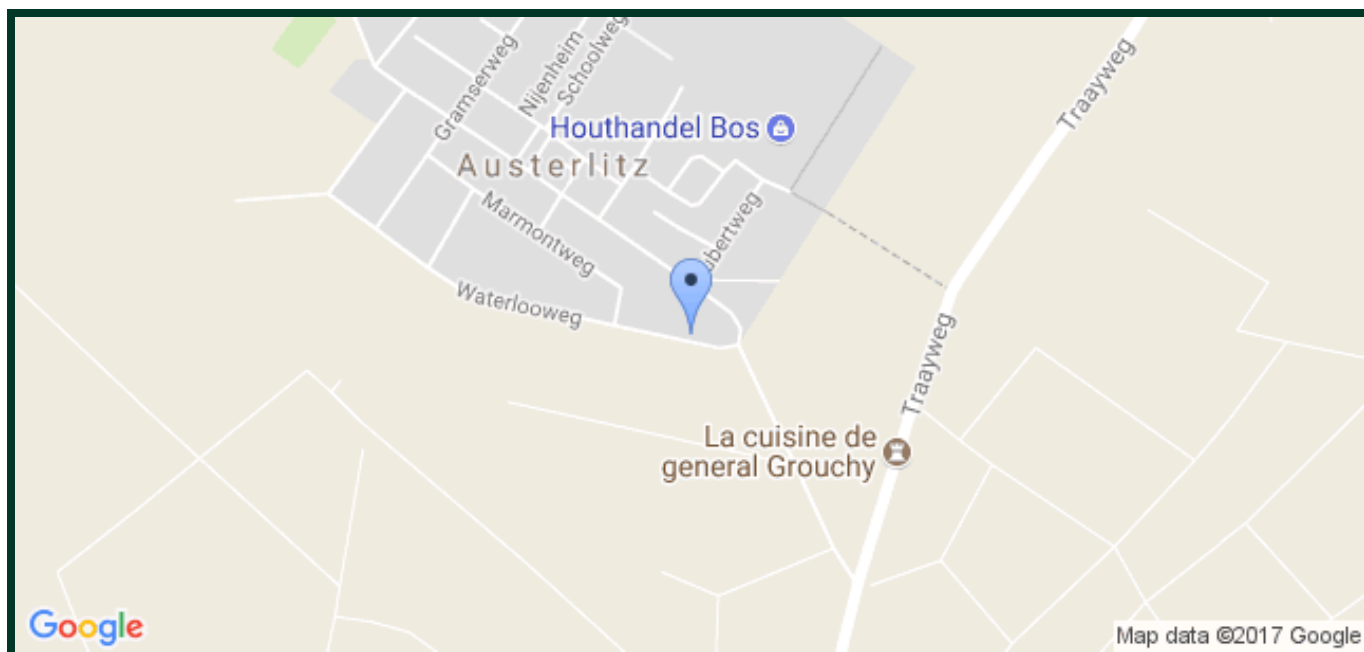 Gramserweg
Nijenheim
Schoolweg
Traayweg
Houthandel Bos
Austerlitz
Marmontweg
ubertweg
Waterlooweg
Traayweg
La cuisine de
general Grouchy
Google
Map data ©2017 Google